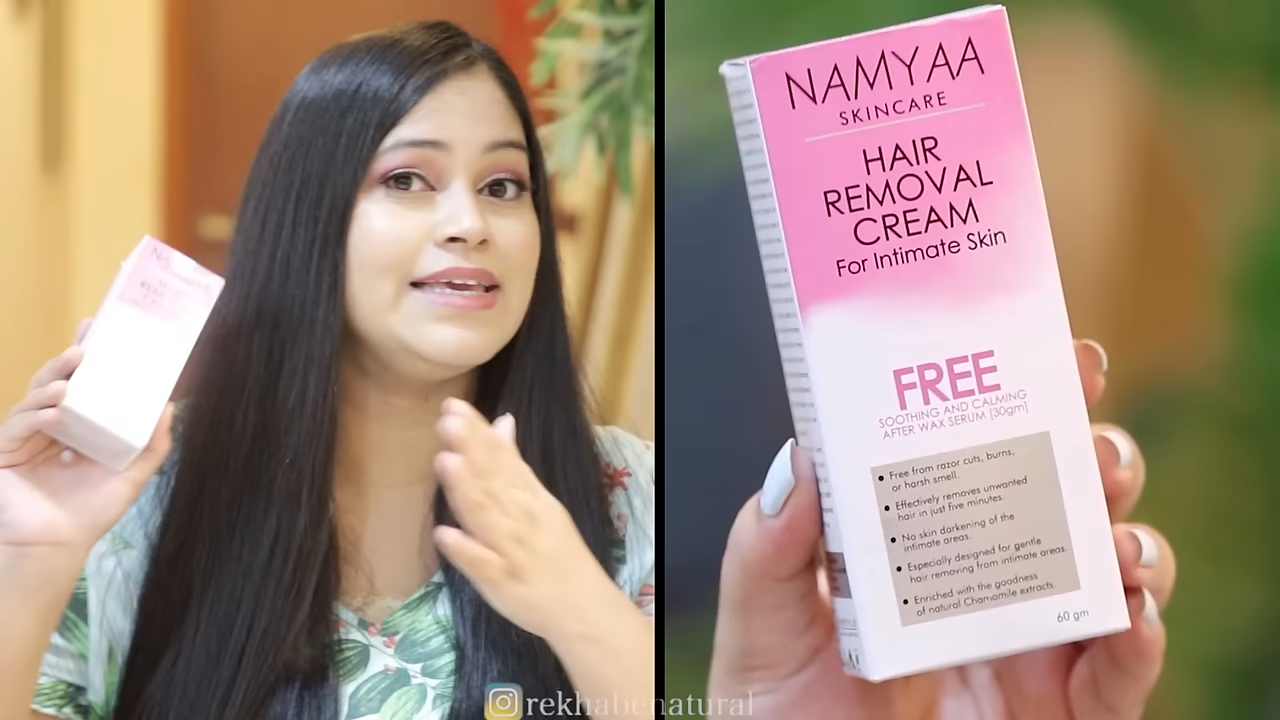 NAMYAA
SKINCARE
HAIR
REMOVAL
CREAM
For Intimate Skin
FREE
SOOTHING AND CALMING
AFTER WAX SERUM (30gm)
• Free from razor cuts, burns,
or harsh smell.
• Effectively removes unwanted
hair in just five minutes.
• No skin darkening of the
intimate areas.
• Especially designed for gentle
hair removing from intimate areas.
• Enriched with the goodness
of natural Chamomile extracts.
60 gm
rekhabenatural